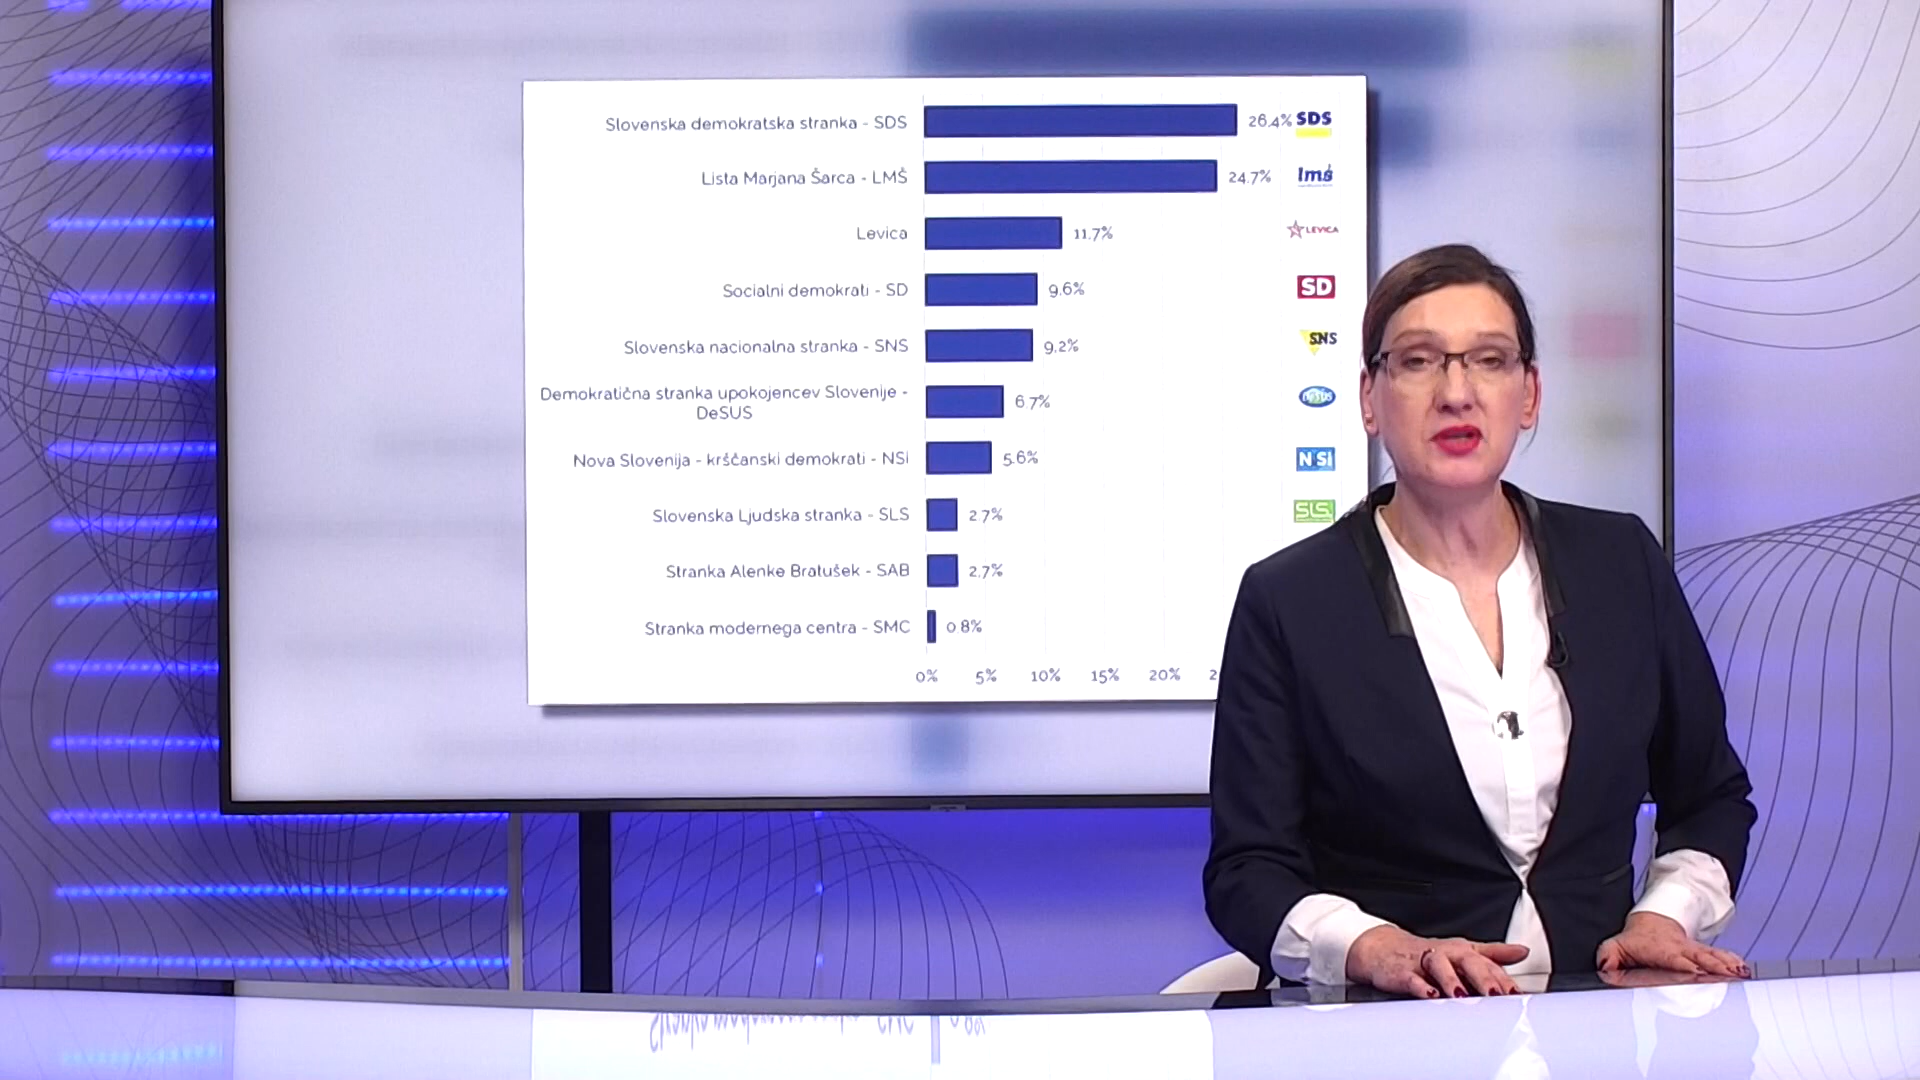 Slovenska demokratska stranka - SDS 26.4% SDS
Lista Marjana Šarca - LMŠ 24.7% lmš
Levica 11.7% LEVICA
Socialni demokrati - SD 9.6% SD
Slovenska nacionalna stranka - SNS 9.2% SNS
Demokratična stranka upokojencev Slovenije -
DeSUS 6.7% DeSUS
Nova Slovenija - krščanski demokrati - NSi 5.6% N.Si
Slovenska Ljudska stranka - SLS 2.7% SLS
Stranka Alenke Bratušek - SAB 2.7%
Stranka modernega centra - SMC 0.8%
0% 5% 10% 15% 20% 2